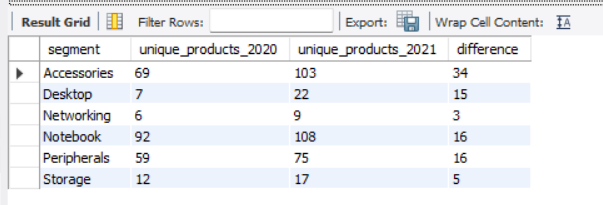 Result Grid Filter Rows: Export: Wrap Cell Content: IA
segment unique_products_2020 unique_products_2021 difference
Accessories 69 103 34
Desktop 7 22 15
Networking 6 9 3
Notebook 92 108 16
Peripherals 59 75 16
Storage 12 17 5